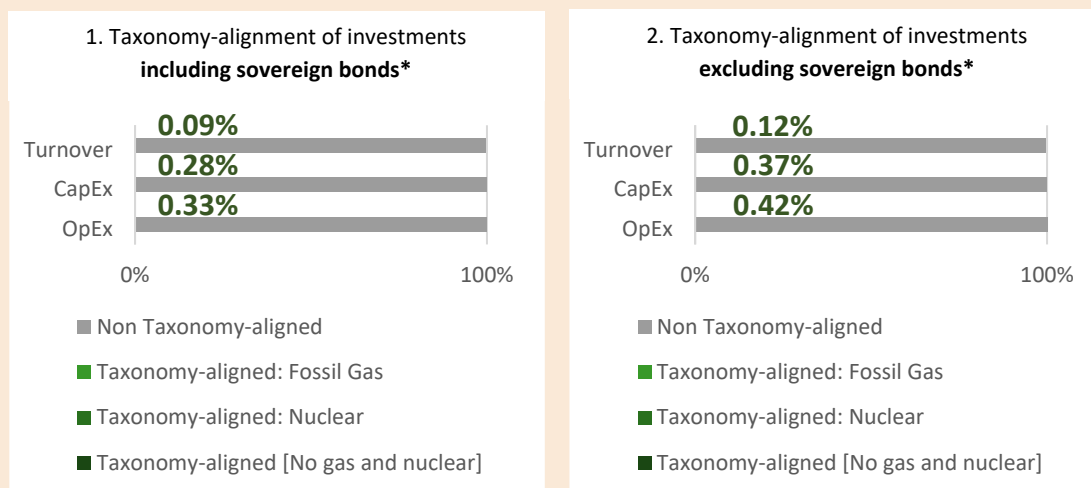 1. Taxonomy-alignment of investments
including sovereign bonds*
0.09%
Turnover
0.28%
CapEx
0.33%
OpEx
0%
100%
Non Taxonomy-aligned
Taxonomy-aligned: Fossil Gas
Taxonomy-aligned: Nuclear
Taxonomy-aligned [No gas and nuclear]
2. Taxonomy-alignment of investments
excluding sovereign bonds*
0.12%
Turnover
0.37%
CapEx
0.42%
OpEx
0%
100%
Non Taxonomy-aligned
Taxonomy-aligned: Fossil Gas
Taxonomy-aligned: Nuclear
Taxonomy-aligned [No gas and nuclear]